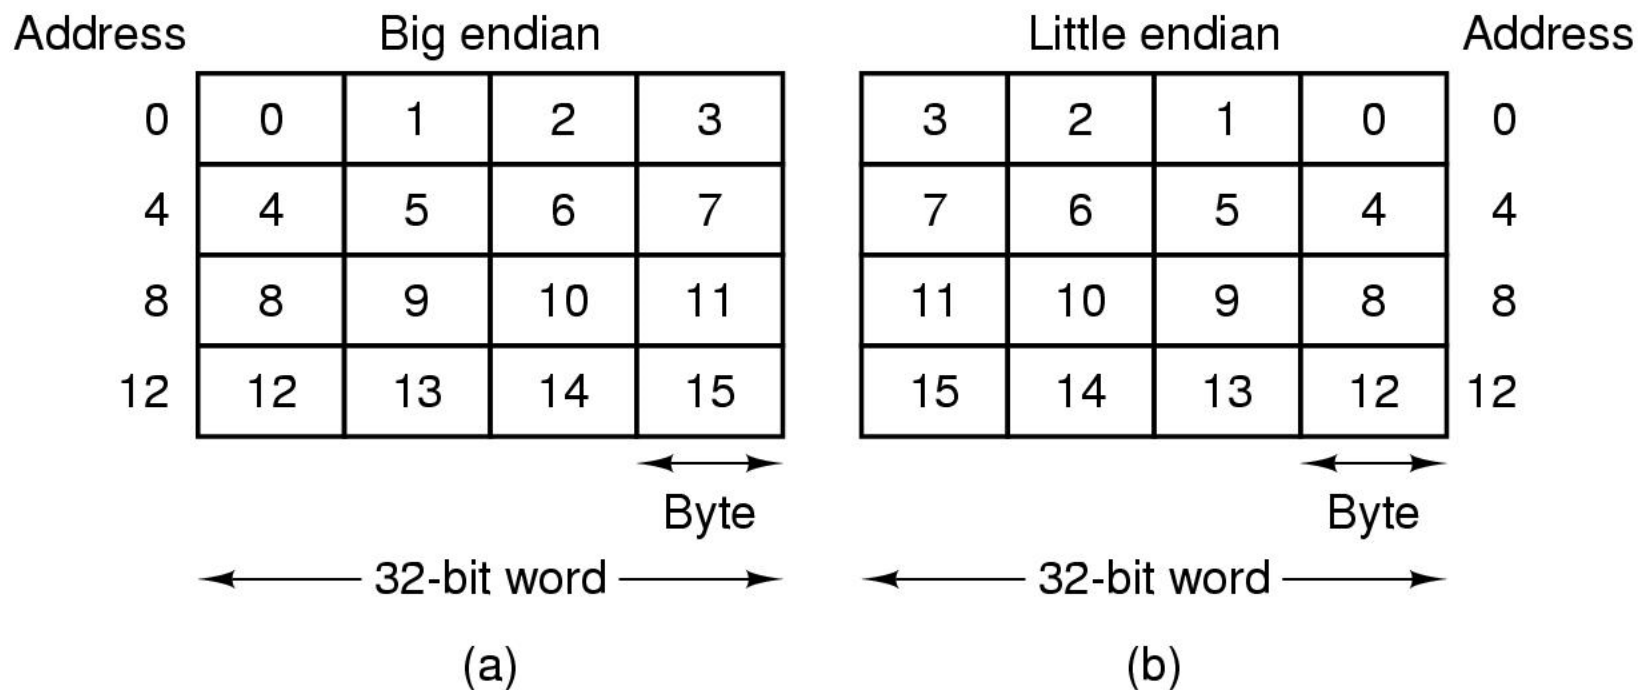 Address Big endian Little endian Address
0 0 1 2 3 3 2 1 0 0
4 4 5 6 7 7 6 5 4 4
8 8 9 10 11 11 10 9 8 8
12 12 13 14 15 15 14 13 12 12
Byte Byte
32-bit word 32-bit word
(a) (b)